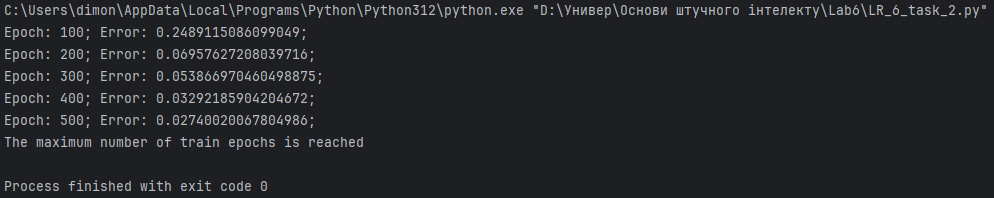 C:\Users\dimon\AppData\Local\Programs\Python\Python312\python.exe "D:\Универ\Основи штучного інтелекту\Lab6\LR_6_task_2.py"
Epoch: 100; Error: 0.2489115086099049;
Epoch: 200; Error: 0.06957627208039716;
Epoch: 300; Error: 0.053866970460498875;
Epoch: 400; Error: 0.03292185904204672;
Epoch: 500; Error: 0.02740020067804986;
The maximum number of train epochs is reached
Process finished with exit code 0